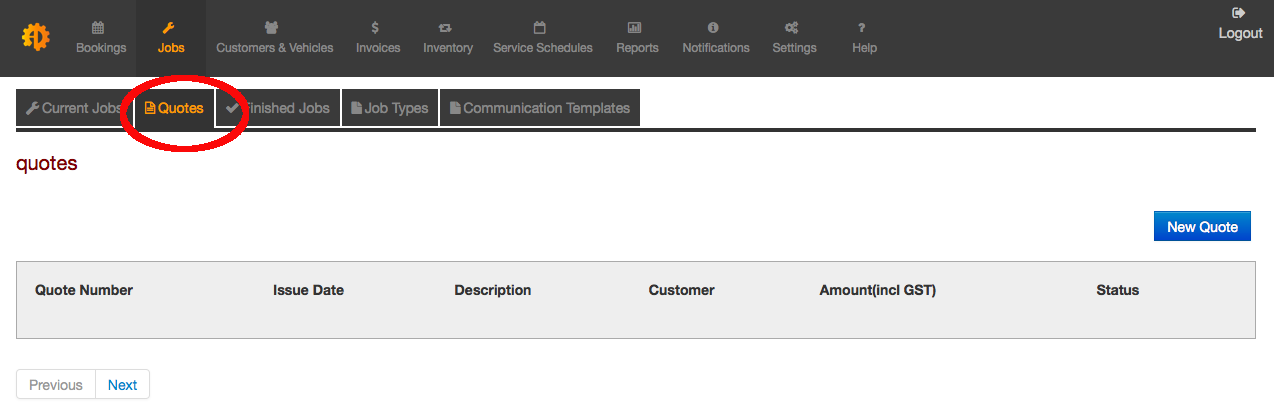 Bookings Jobs Customers & Vehicles Invoices Inventory Service Schedules Reports Notifications Settings Help Logout
Current Jobs Quotes Finished Jobs Job Types Communication Templates
quotes
New Quote
Quote Number Issue Date Description Customer Amount(incl GST) Status
Previous Next